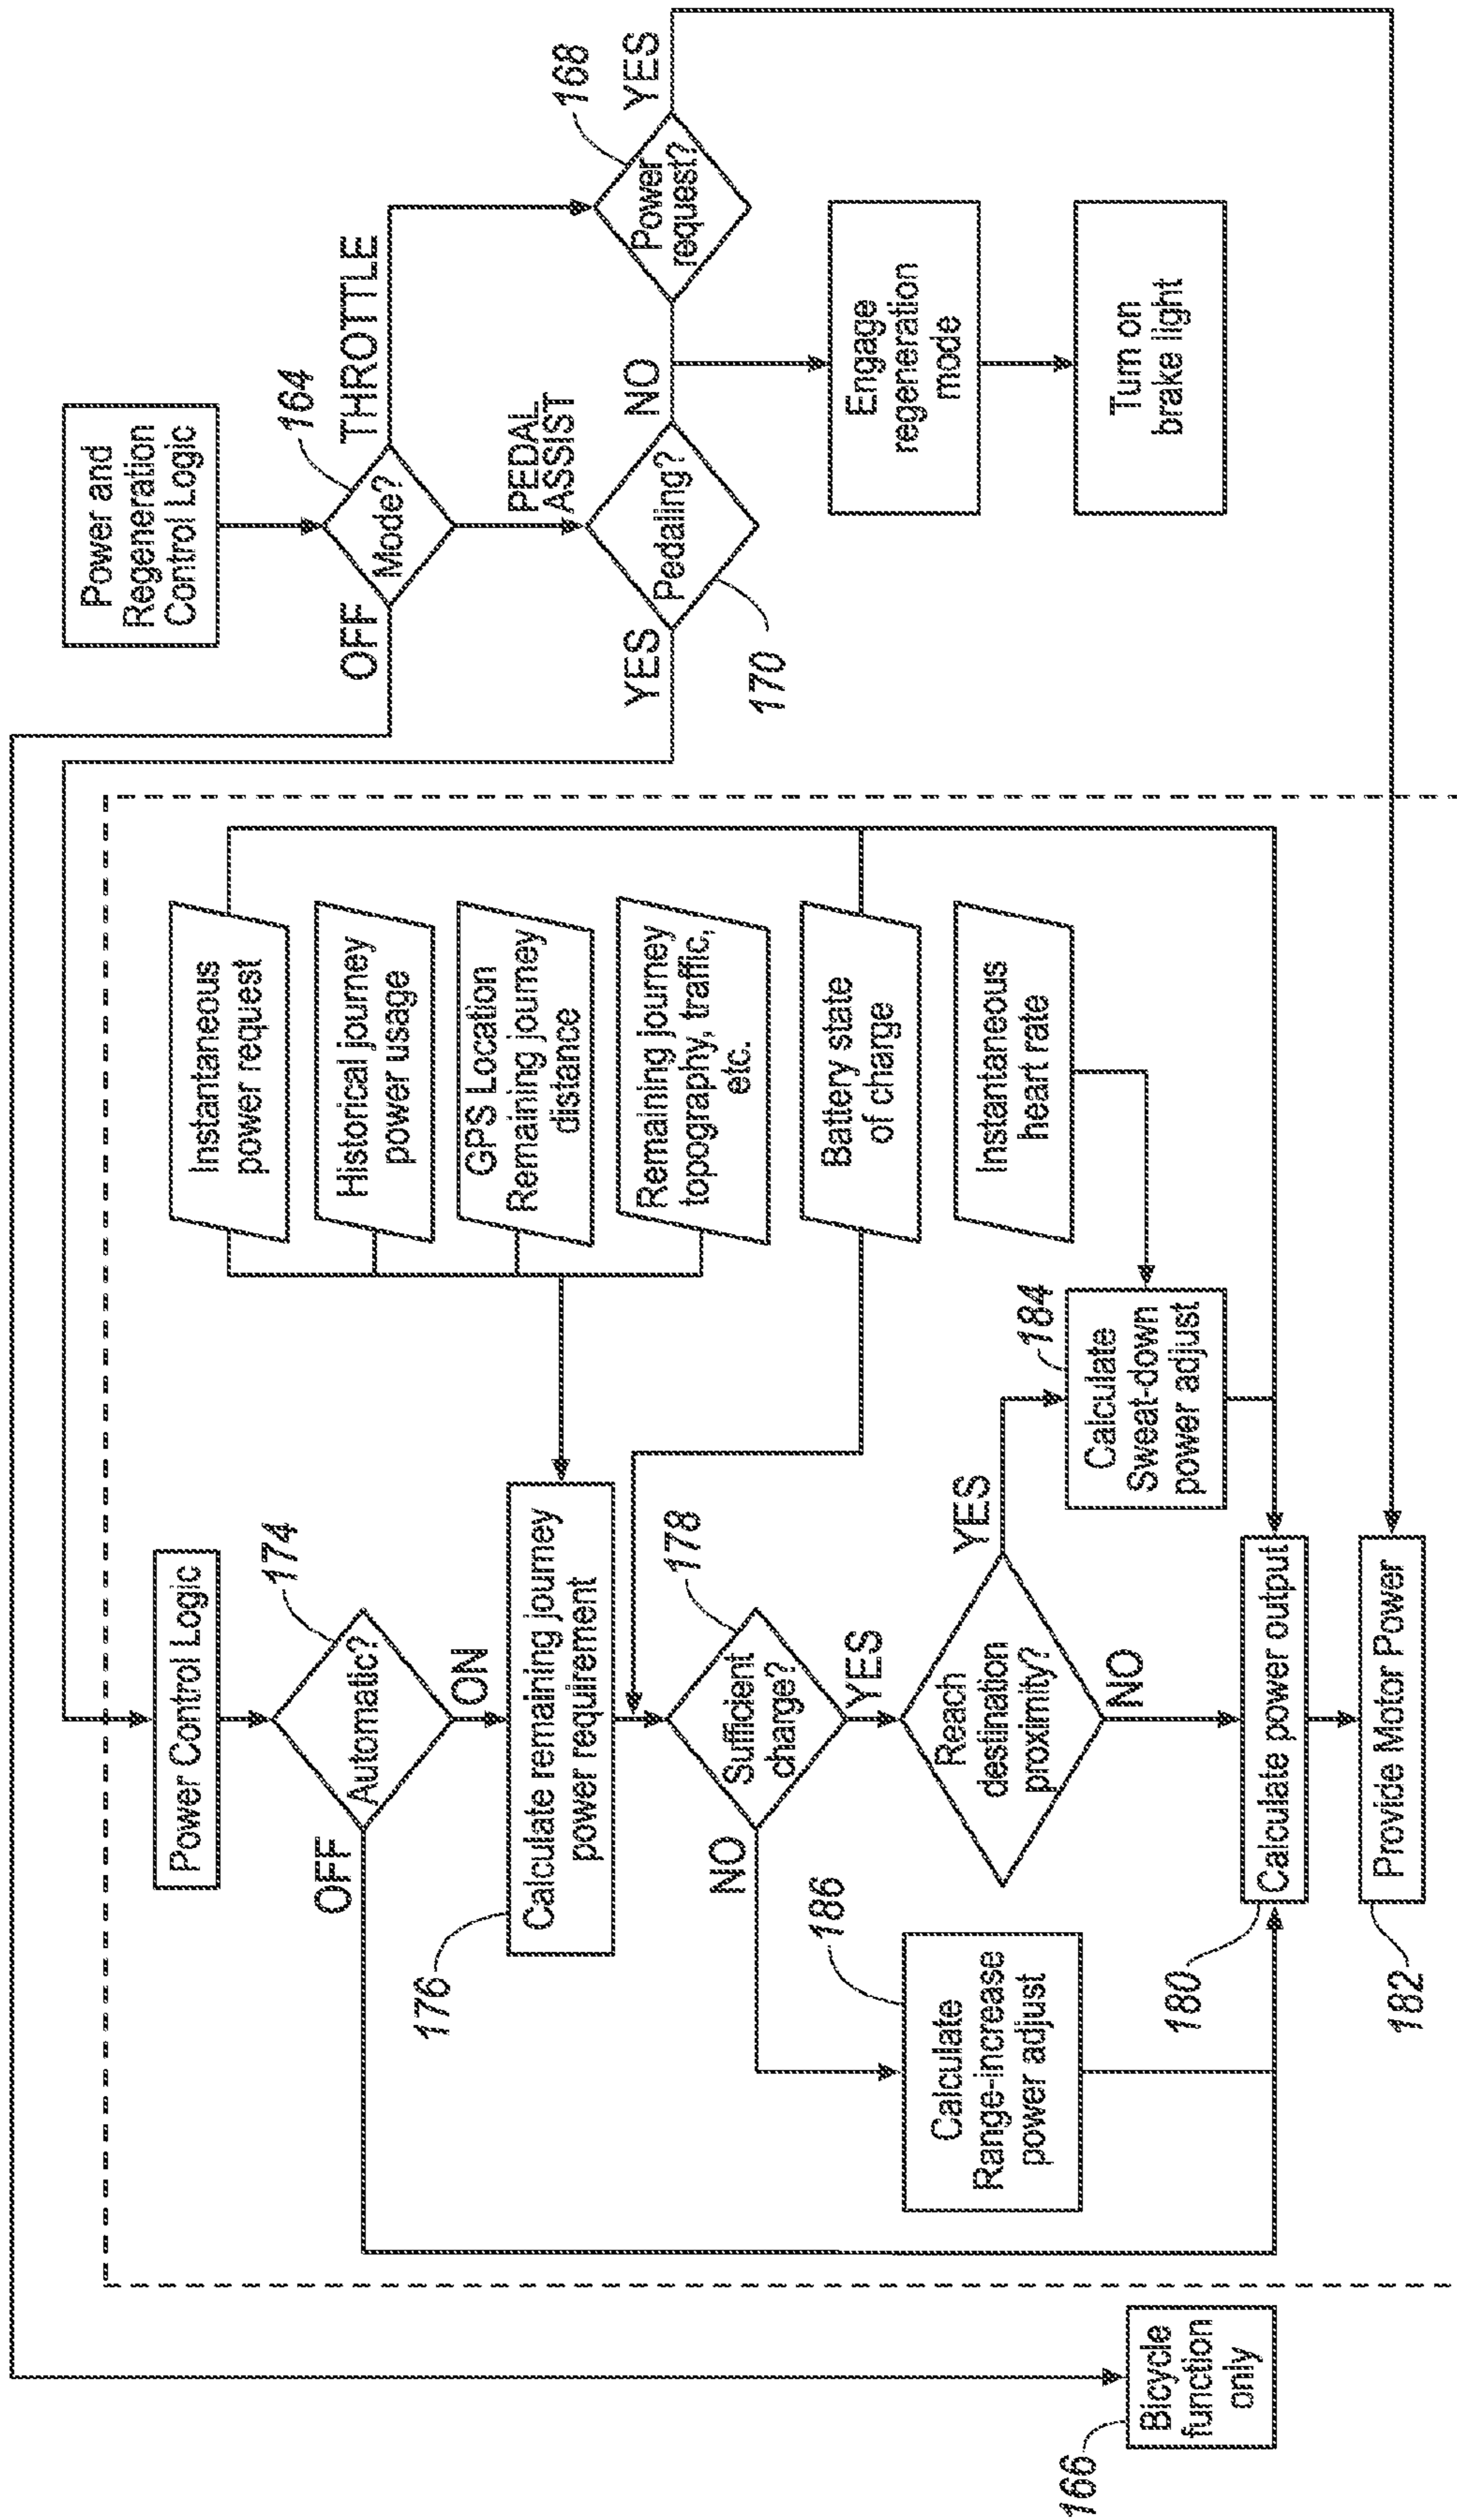 Power and
Regeneration
Control Logic
164
Mode?
OFF
THROTTLE
PEDAL
ASSIST
168
Power
request?
YES
Pedaling?
YES
NO
170
Engage
regeneration
mode
Turn on
brake light
Power Control Logic
174
Automatic?
OFF
ON
Instantaneous
power request
Historical journey
power usage
GPS Location
Remaining journey
distance
Remaining journey
topography, traffic,
etc.
Battery state
of charge
Instantaneous
heart rate
176
Calculate remaining journey
power requirement
178
Sufficient
charge?
NO
YES
Reach
destination
proximity?
YES
NO
184
Calculate
Sweat-down
power adjust
186
Calculate
Range-increase
power adjust
180
Calculate power output
182
Provide Motor Power
166
Bicycle
function
only